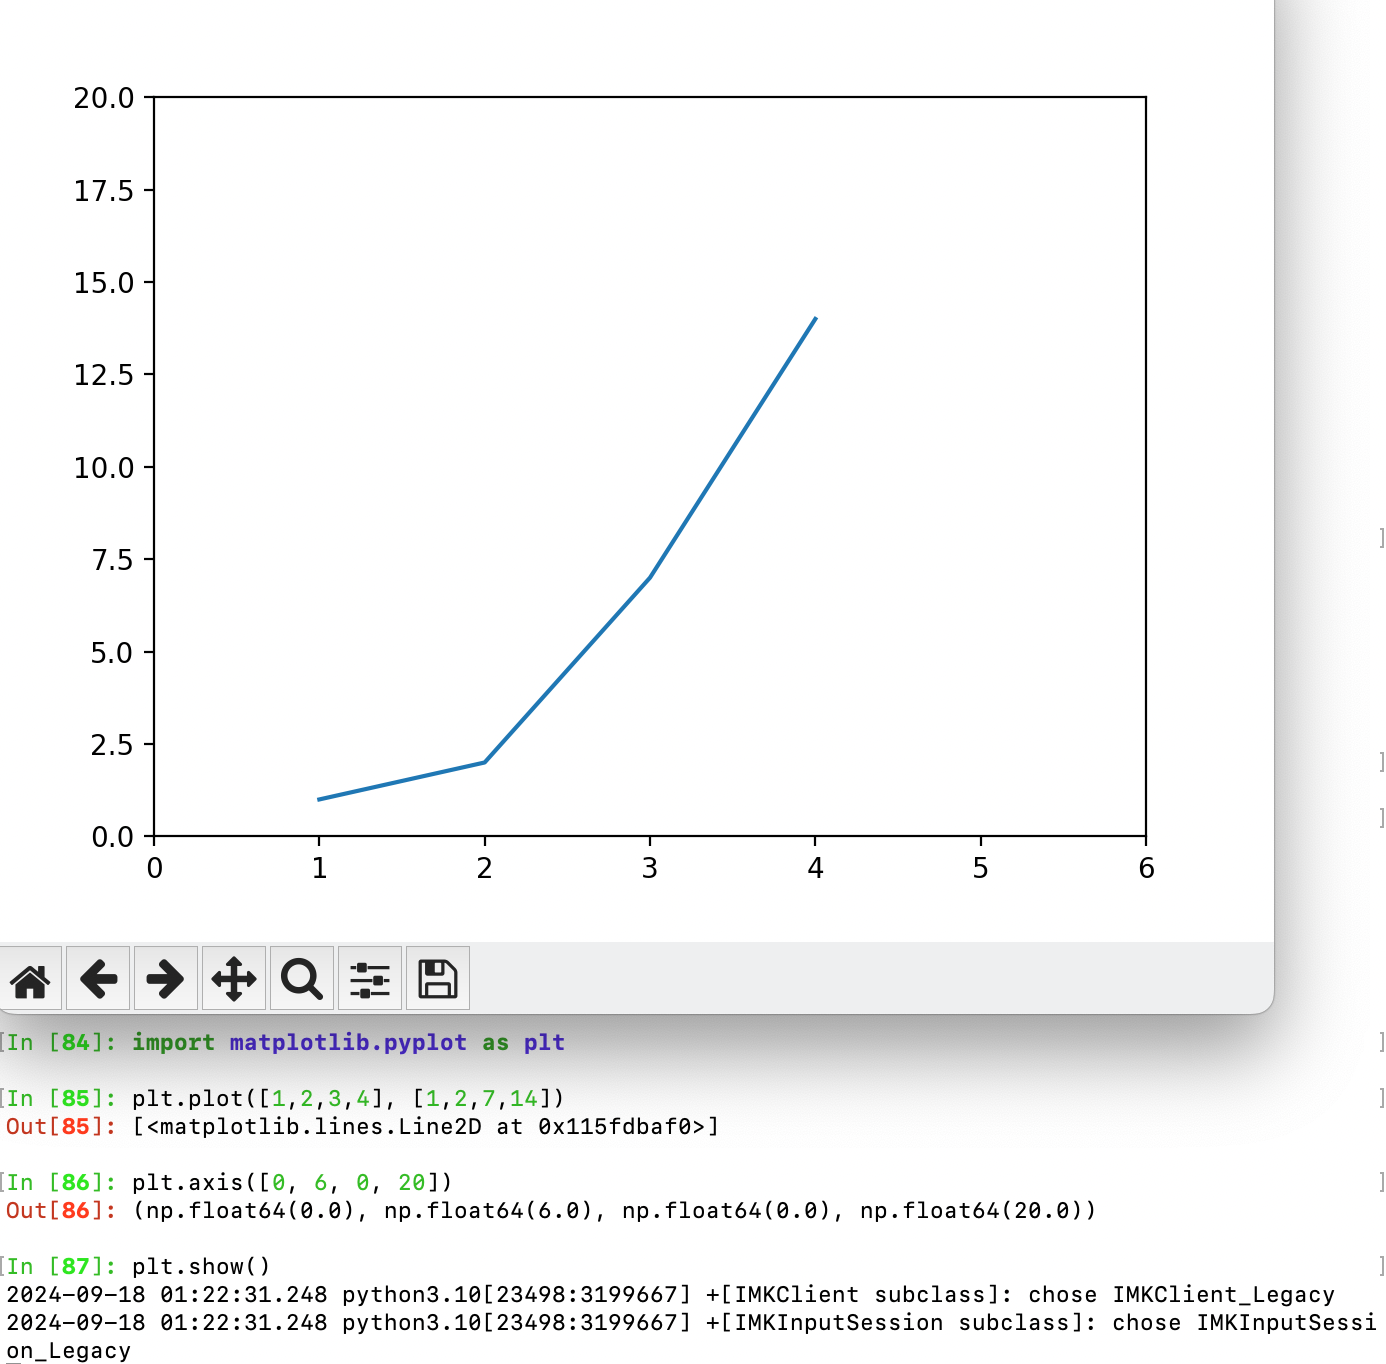 20.0
17.5
15.0
12.5
10.0
7.5
5.0
2.5
0.0
0 1 2 3 4 5 6
[In [84]: import matplotlib.pyplot as plt ]
[In [85]: plt.plot([1,2,3,4], [1,2,7,14]) ]
Out[85]: [<matplotlib.lines.Line2D at 0x115fdbaf0>]
[In [86]: plt.axis([0, 6, 0, 20]) ]
Out[86]: (np.float64(0.0), np.float64(6.0), np.float64(0.0), np.float64(20.0))
[In [87]: plt.show() ]
2024-09-18 01:22:31.248 python3.10[23498:3199667] +[IMKClient subclass]: chose IMKClient_Legacy
2024-09-18 01:22:31.248 python3.10[23498:3199667] +[IMKInputSession subclass]: chose IMKInputSessi
on_Legacy